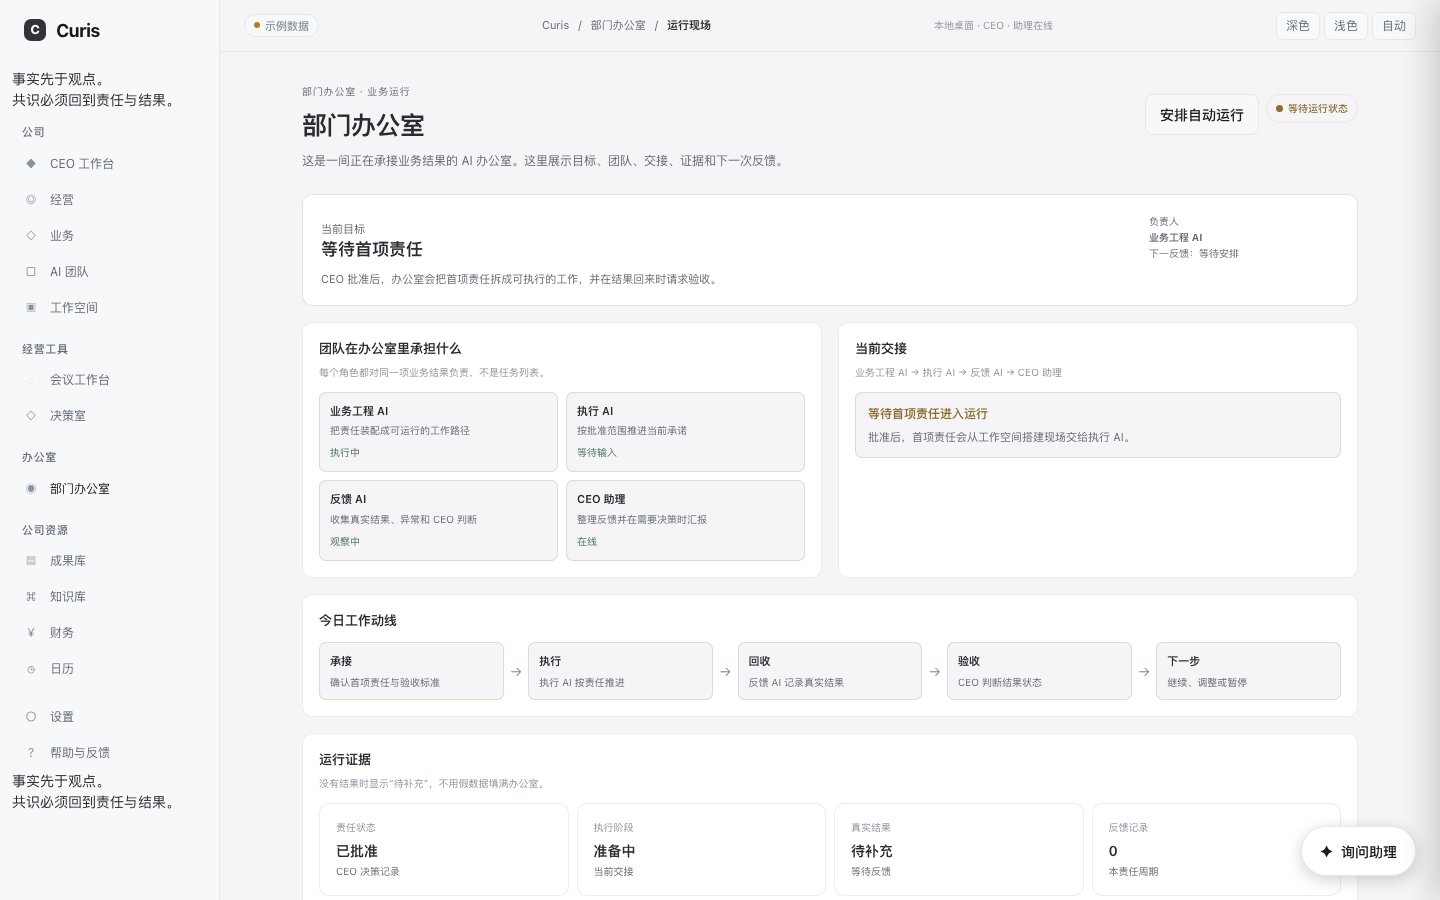 C Curis
事实先于观点。
共识必须回到责任与结果。
公司
CEO 工作台
经营
业务
AI 团队
工作空间
经营工具
会议工作台
决策室
办公室
部门办公室
公司资源
成果库
⌘ 知识库
¥ 财务
日历
设置
? 帮助与反馈
事实先于观点。
共识必须回到责任与结果。
示例数据
Curis / 部门办公室 / 运行现场
本地桌面 · CEO · 助理在线
深色 浅色 自动
部门办公室 · 业务运行
部门办公室
这是一间正在承接业务结果的 AI 办公室。这里展示目标、团队、交接、证据和下一次反馈。
安排自动运行
等待运行状态
当前目标
等待首项责任
CEO 批准后，办公室会把首项责任拆成可执行的工作，并在结果回来时请求验收。
负责人
业务工程 AI
下一反馈：等待安排
团队在办公室里承担什么
每个角色都对同一项业务结果负责，不是任务列表。
业务工程 AI
把责任装配成可运行的工作路径
执行中
执行 AI
按批准范围推进当前承诺
等待输入
反馈 AI
收集真实结果、异常和 CEO 判断
观察中
CEO 助理
整理反馈并在需要决策时汇报
在线
当前交接
业务工程 AI → 执行 AI → 反馈 AI → CEO 助理
等待首项责任进入运行
批准后，首项责任会从工作空间搭建现场交给执行 AI。
今日工作动线
承接
确认首项责任与验收标准
→
执行
执行 AI 按责任推进
→
回收
反馈 AI 记录真实结果
→
验收
CEO 判断结果状态
→
下一步
继续、调整或暂停
运行证据
没有结果时显示“待补充”，不用假数据填满办公室。
责任状态
已批准
CEO 决策记录
执行阶段
准备中
当前交接
真实结果
待补充
等待反馈
反馈记录
0
本责任周期
询问助理